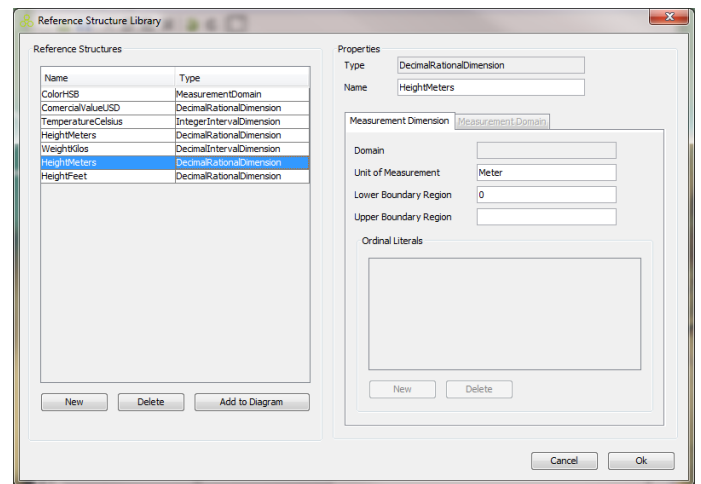 Reference Structure Library
Reference Structures
Name Type
ColorHSB MeasurementDomain
ComercialValueUSD DecimalRationalDimension
TemperatureCelsius IntegerIntervalDimension
HeightMeters DecimalRationalDimension
WeightKilos DecimalIntervalDimension
HeightMeters DecimalRationalDimension
HeightFeet DecimalRationalDimension
New Delete Add to Diagram
Properties
Type DecimalRationalDimension
Name HeightMeters
Measurement Dimension Measurement Domain
Domain
Unit of Measurement Meter
Lower Boundary Region 0
Upper Boundary Region
Ordinal Literals
New Delete
Cancel Ok